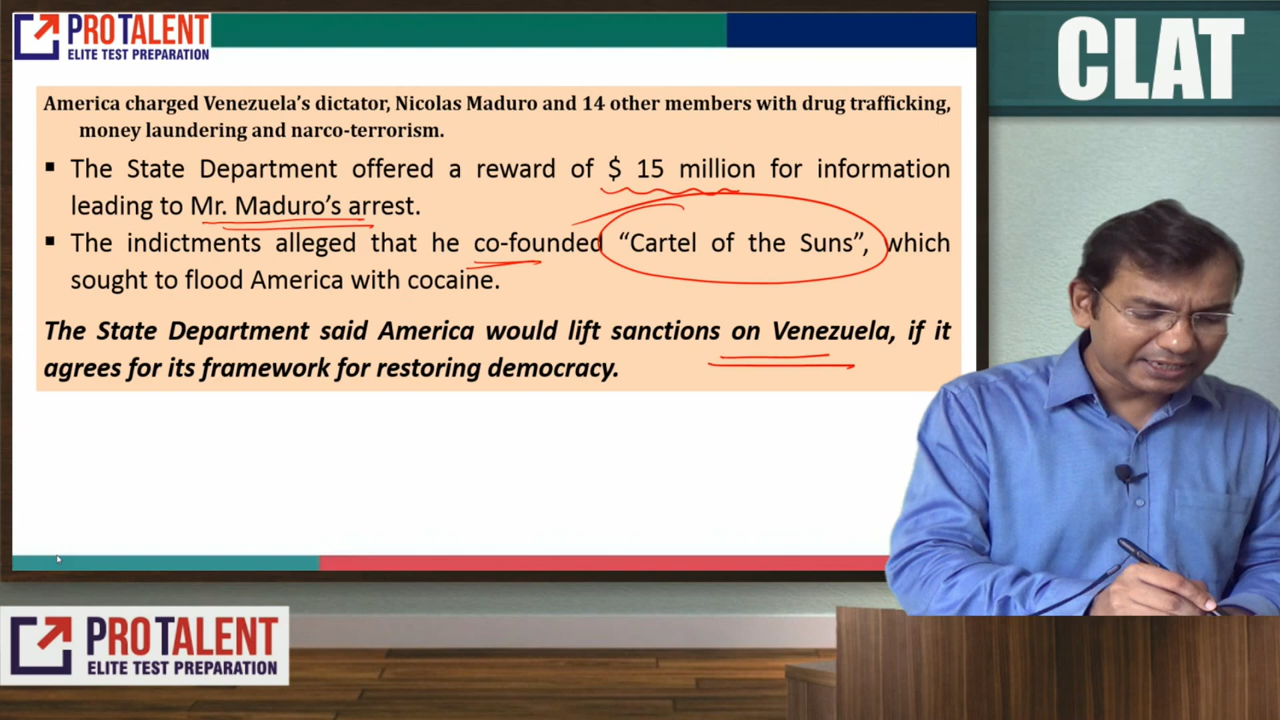 PROTALENT
ELITE TEST PREPARATION
CLAT
America charged Venezuela's dictator, Nicolas Maduro and 14 other members with drug trafficking,
money laundering and narco-terrorism.
▪ The State Department offered a reward of $ 15 million for information
leading to Mr. Maduro's arrest.
▪ The indictments alleged that he co-founded “Cartel of the Suns”, which
sought to flood America with cocaine.
The State Department said America would lift sanctions on Venezuela, if it
agrees for its framework for restoring democracy.
PROTALENT
ELITE TEST PREPARATION